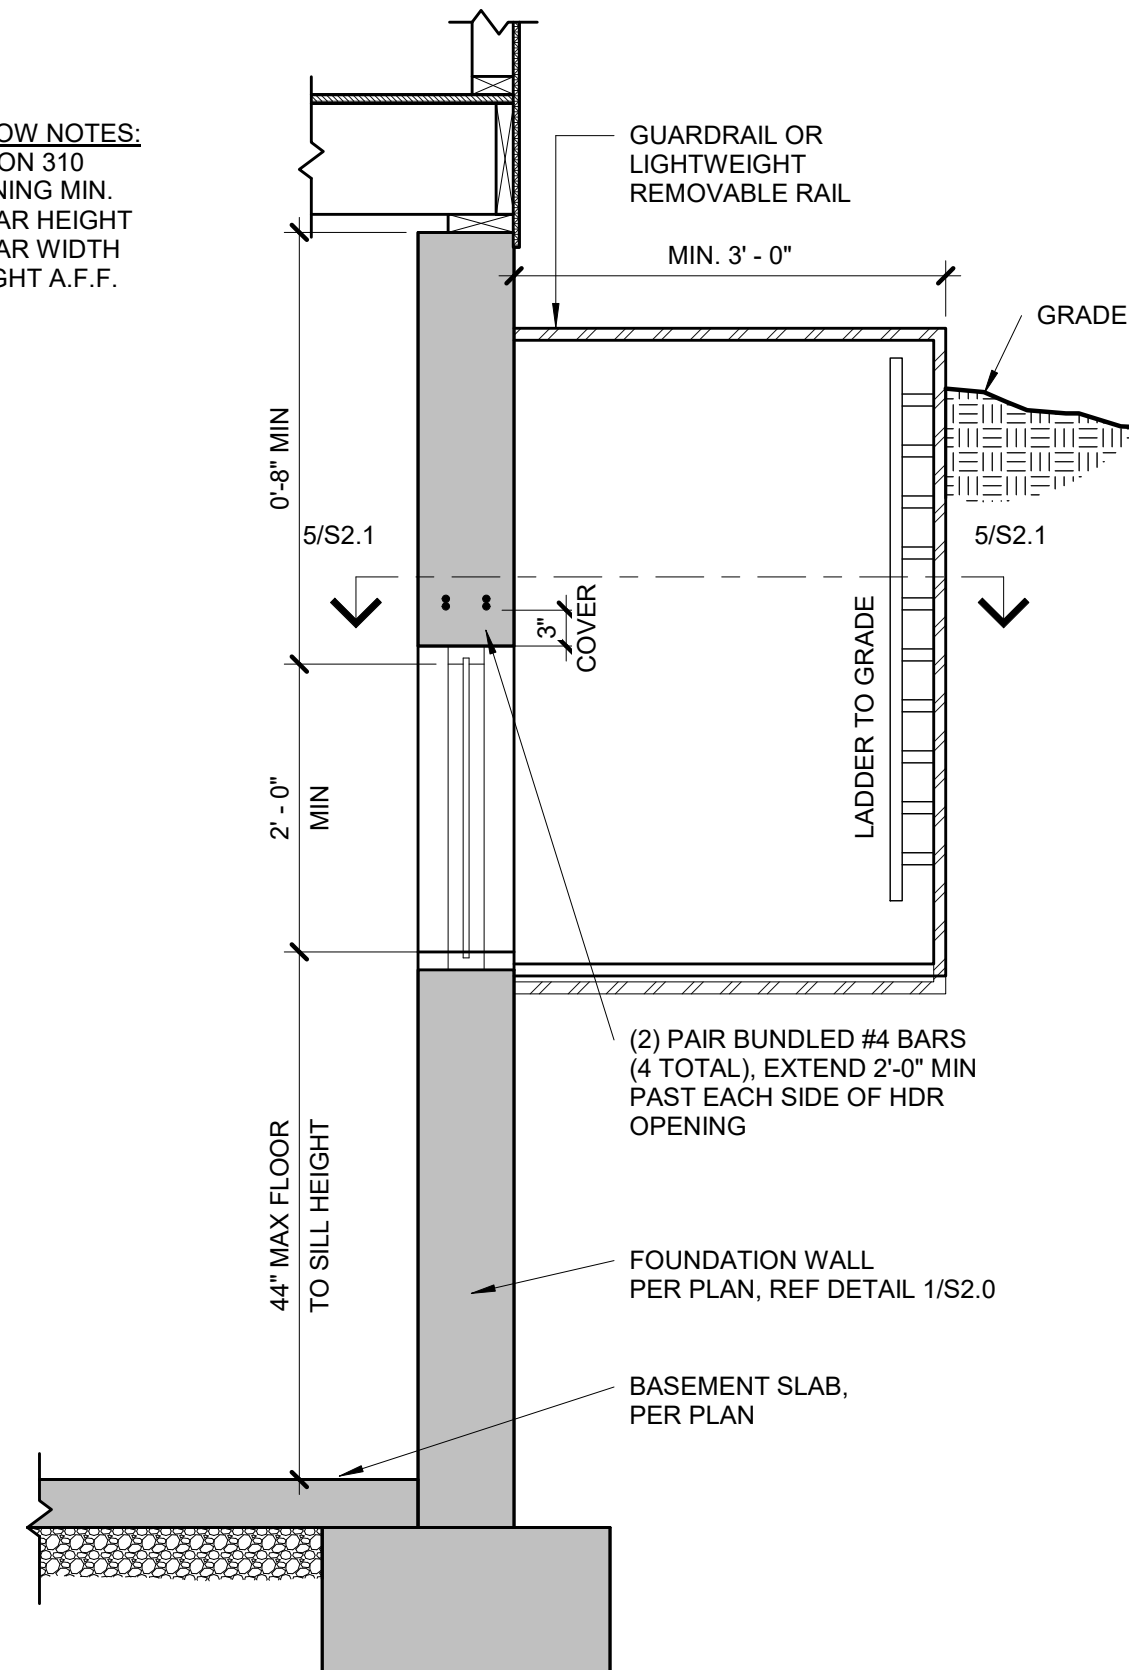 OW NOTES:
ON 310
NING MIN.
AR HEIGHT
AR WIDTH
GHT A.F.F.
GUARDRAIL OR
LIGHTWEIGHT
REMOVABLE RAIL
MIN. 3' - 0"
GRADE
0'-8" MIN
5/S2.1
5/S2.1
3"
COVER
LADDER TO GRADE
2' - 0"
MIN
(2) PAIR BUNDLED #4 BARS
(4 TOTAL), EXTEND 2'-0" MIN
PAST EACH SIDE OF HDR
OPENING
44" MAX FLOOR
TO SILL HEIGHT
FOUNDATION WALL
PER PLAN, REF DETAIL 1/S2.0
BASEMENT SLAB,
PER PLAN